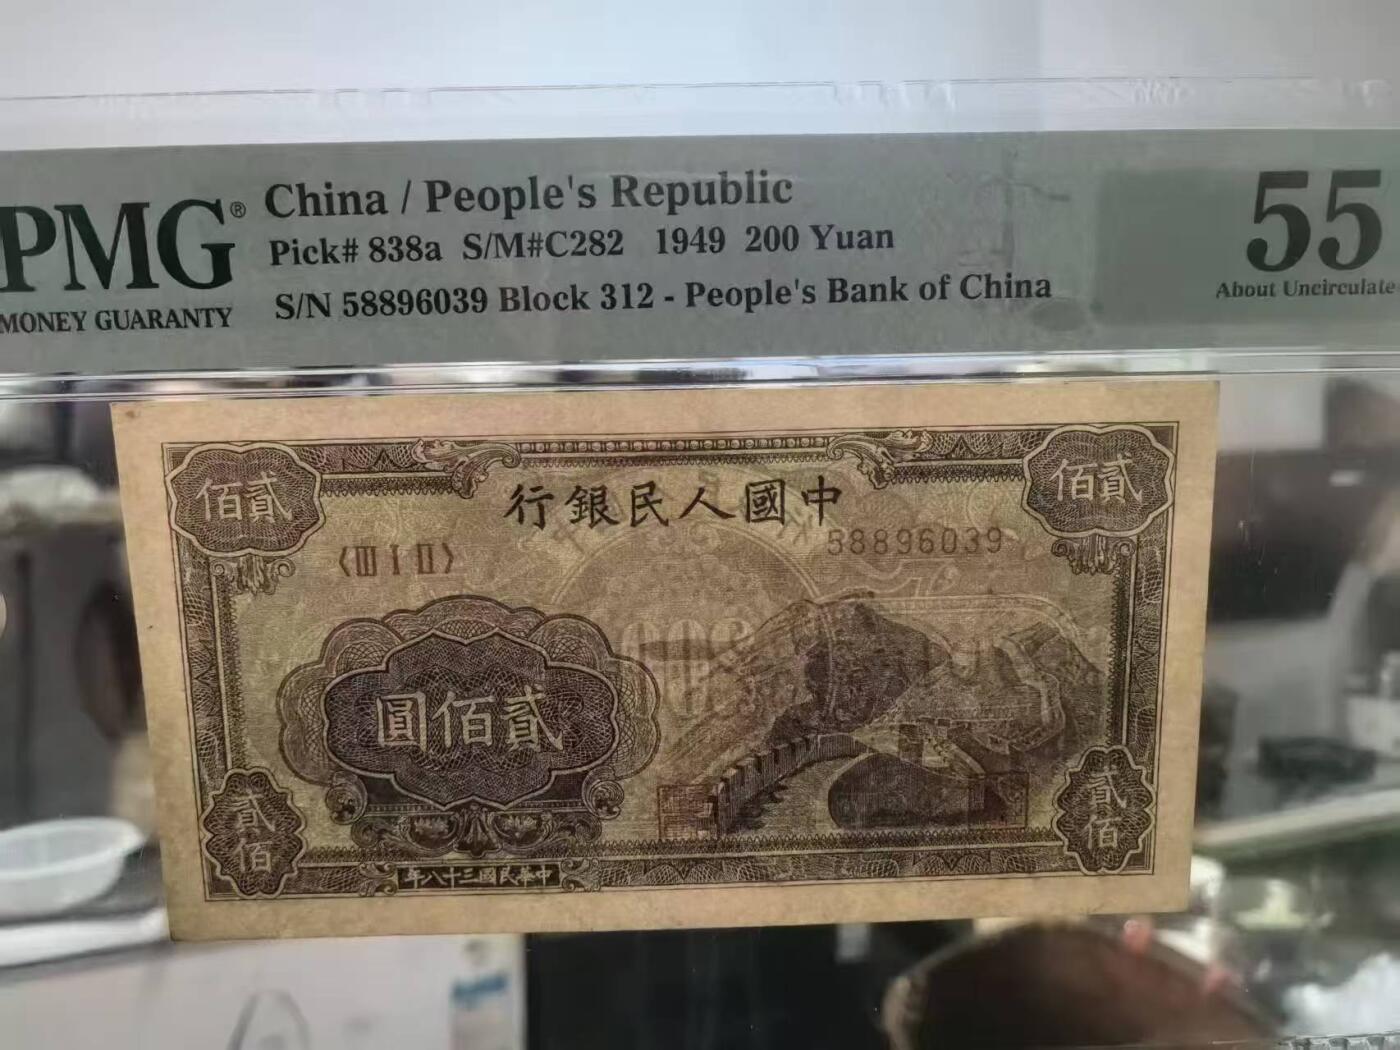 PMG®
MONEY GUARANTY
China / People's Republic
Pick# 838a S/M#C282 1949 200 Yuan
S/N 58896039 Block 312 - People's Bank of China
55
About Uncirculate
佰貳
佰貳
行銀民人國中
〈ⅢⅠⅡ〉
58896039
200
圓佰貳
貳佰
貳佰
年八十三國民華中